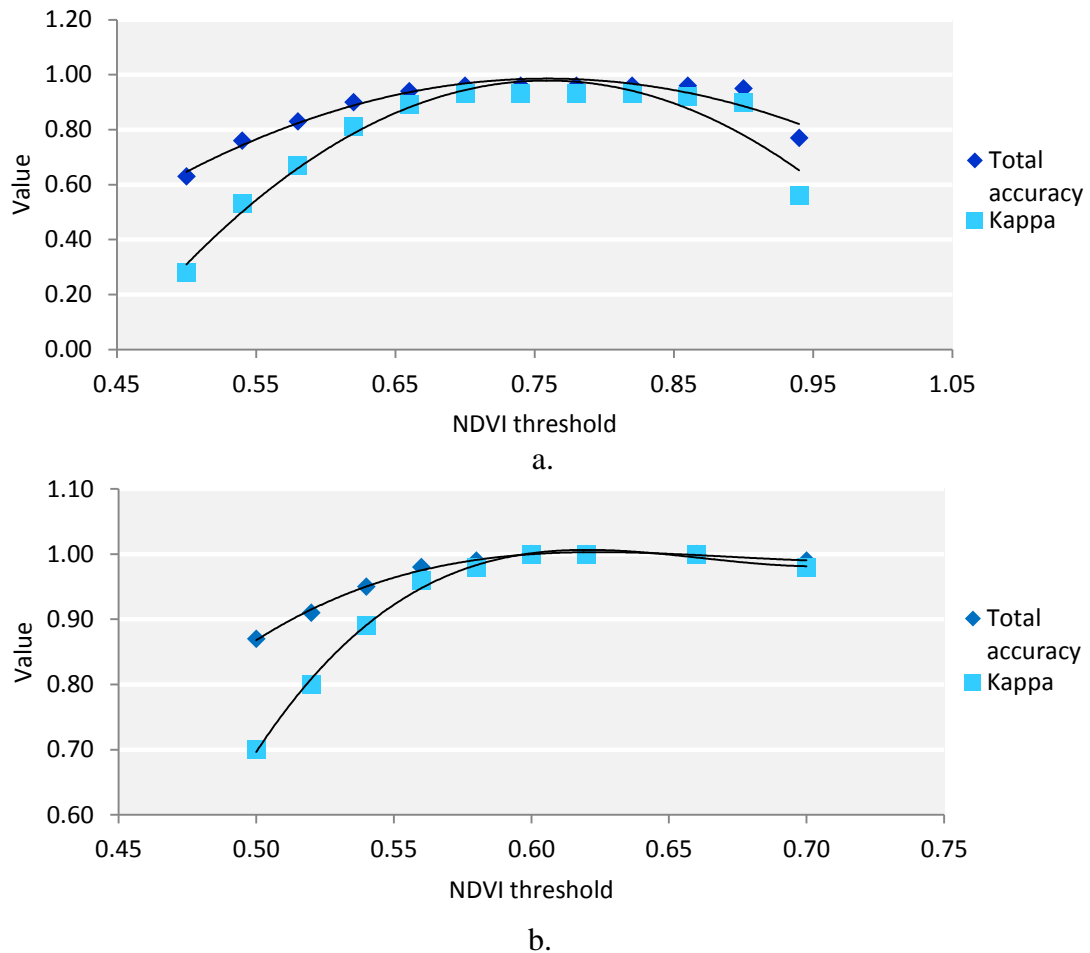 1.20
1.00
0.80
0.60
0.40
0.20
0.00
Value
0.45 0.55 0.65 0.75 0.85 0.95 1.05
NDVI threshold
Total
accuracy
Kappa
a.
1.10
1.00
0.90
0.80
0.70
0.60
Value
0.45 0.50 0.55 0.60 0.65 0.70 0.75
NDVI threshold
Total
accuracy
Kappa
b.